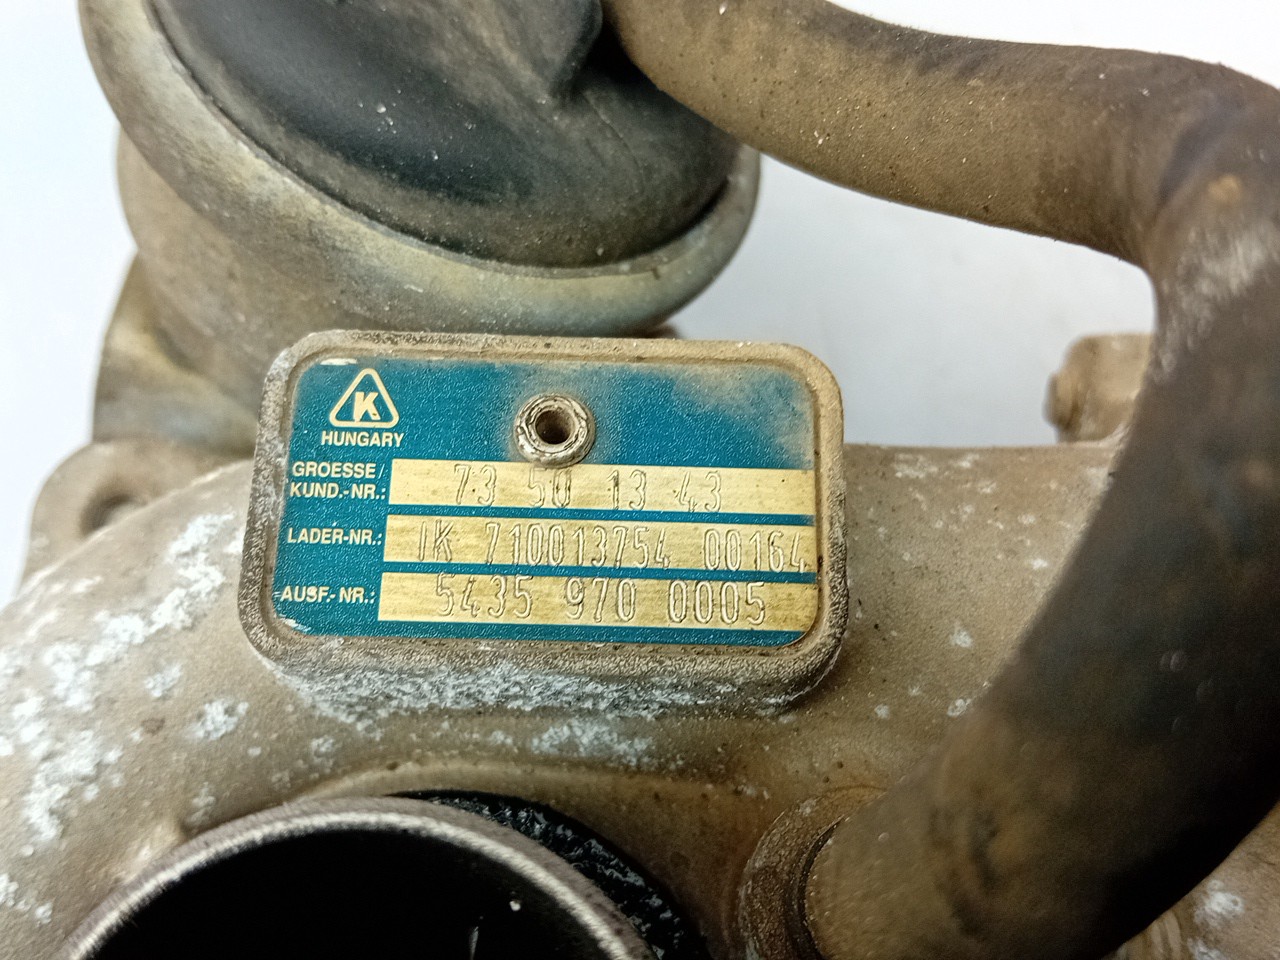 K
HUNGARY
GROESSE/
KUND.-NR.: 73 50 13 43
LADER-NR.: IK 710013754 00164
AUSF.-NR.: 5435 970 0005